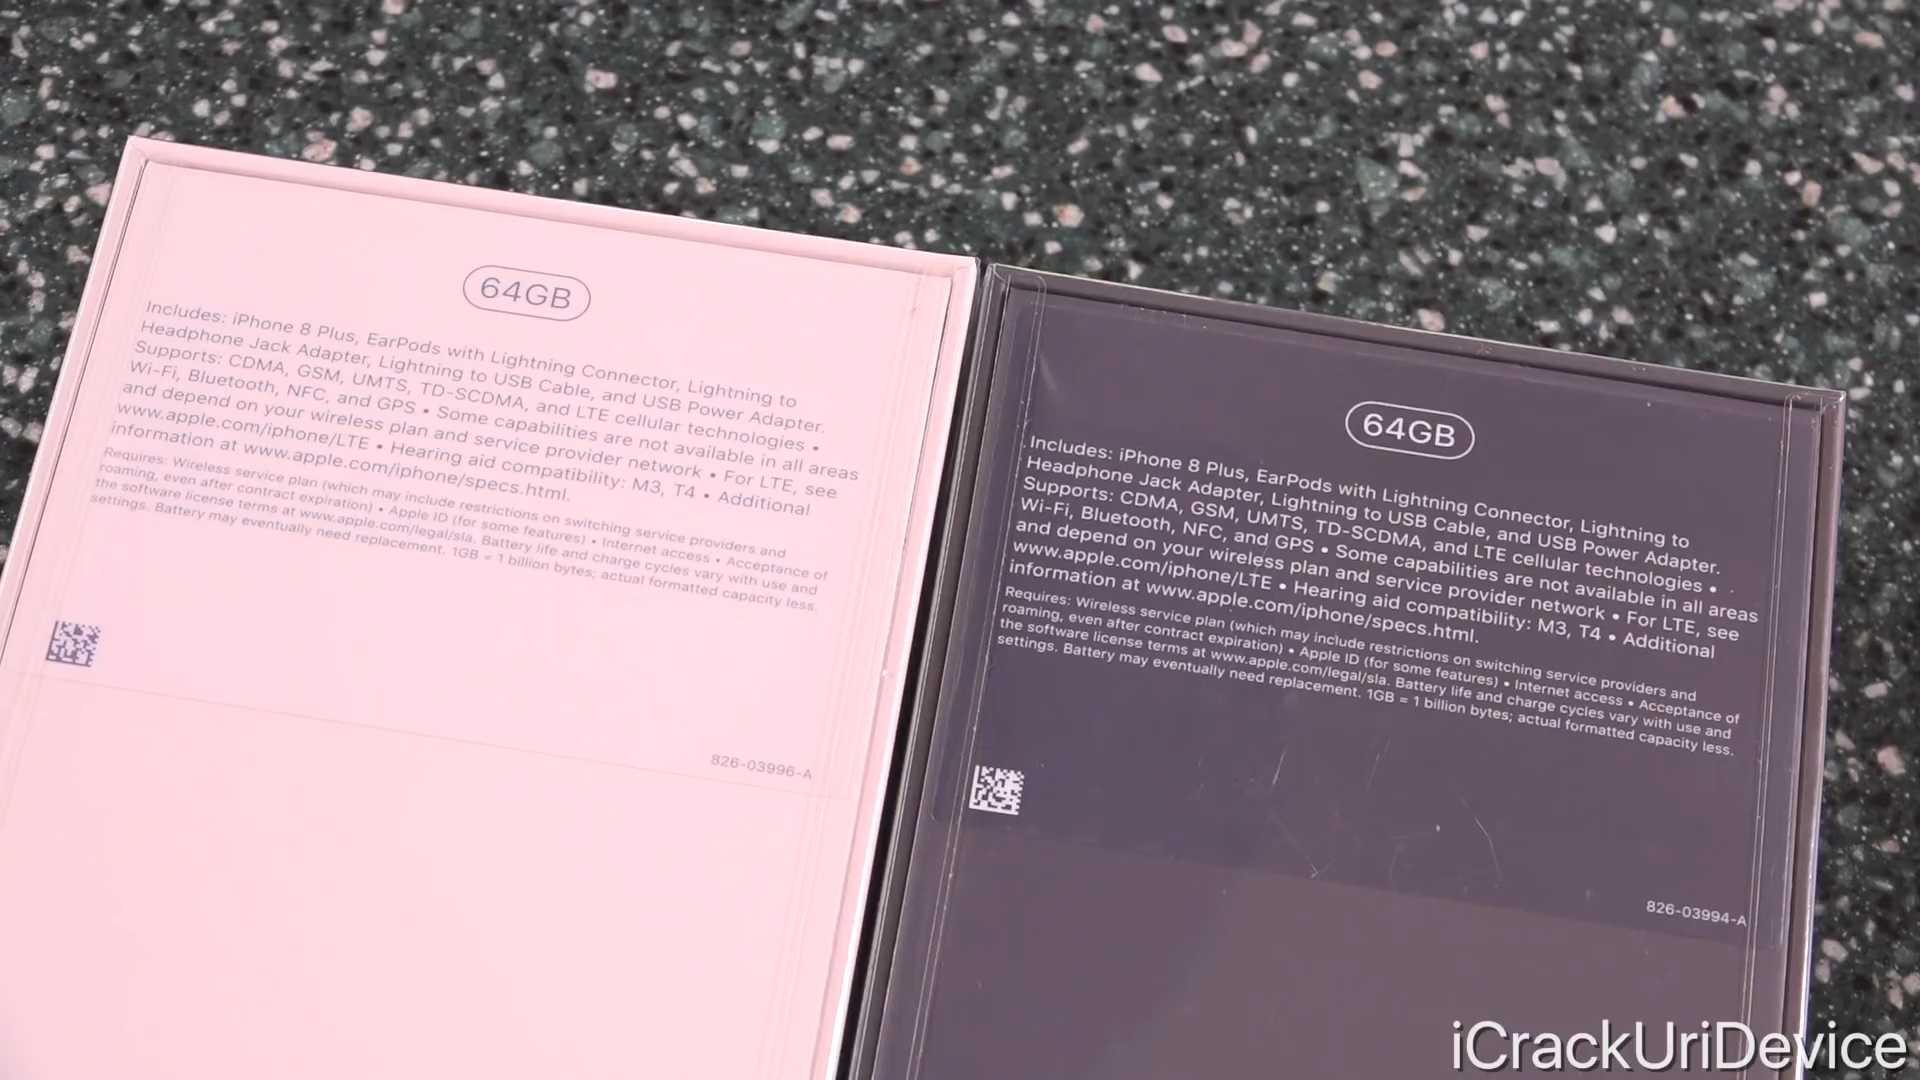 64GB
Includes: iPhone 8 Plus, EarPods with Lightning Connector, Lightning to
Headphone Jack Adapter, Lightning to USB Cable, and USB Power Adapter.
Supports: CDMA, GSM, UMTS, TD-SCDMA, and LTE cellular technologies •
Wi-Fi, Bluetooth, NFC, and GPS • Some capabilities are not available in all areas
and depend on your wireless plan and service provider network • For LTE, see
www.apple.com/iphone/LTE • Hearing aid compatibility: M3, T4 • Additional
information at www.apple.com/iphone/specs.html.
Requires: Wireless service plan (which may include restrictions on switching service providers and
roaming, even after contract expiration) • Apple ID (for some features) • Internet access • Acceptance of
the software license terms at www.apple.com/legal/sla. Battery life and charge cycles vary with use and
settings. Battery may eventually need replacement. 1GB = 1 billion bytes; actual formatted capacity less.
826-03996-A
64GB
Includes: iPhone 8 Plus, EarPods with Lightning Connector, Lightning to
Headphone Jack Adapter, Lightning to USB Cable, and USB Power Adapter.
Supports: CDMA, GSM, UMTS, TD-SCDMA, and LTE cellular technologies •
Wi-Fi, Bluetooth, NFC, and GPS • Some capabilities are not available in all areas
and depend on your wireless plan and service provider network • For LTE, see
www.apple.com/iphone/LTE • Hearing aid compatibility: M3, T4 • Additional
information at www.apple.com/iphone/specs.html.
Requires: Wireless service plan (which may include restrictions on switching service providers and
roaming, even after contract expiration) • Apple ID (for some features) • Internet access • Acceptance of
the software license terms at www.apple.com/legal/sla. Battery life and charge cycles vary with use and
settings. Battery may eventually need replacement. 1GB = 1 billion bytes; actual formatted capacity less.
826-03994-A
iCrackUriDevice